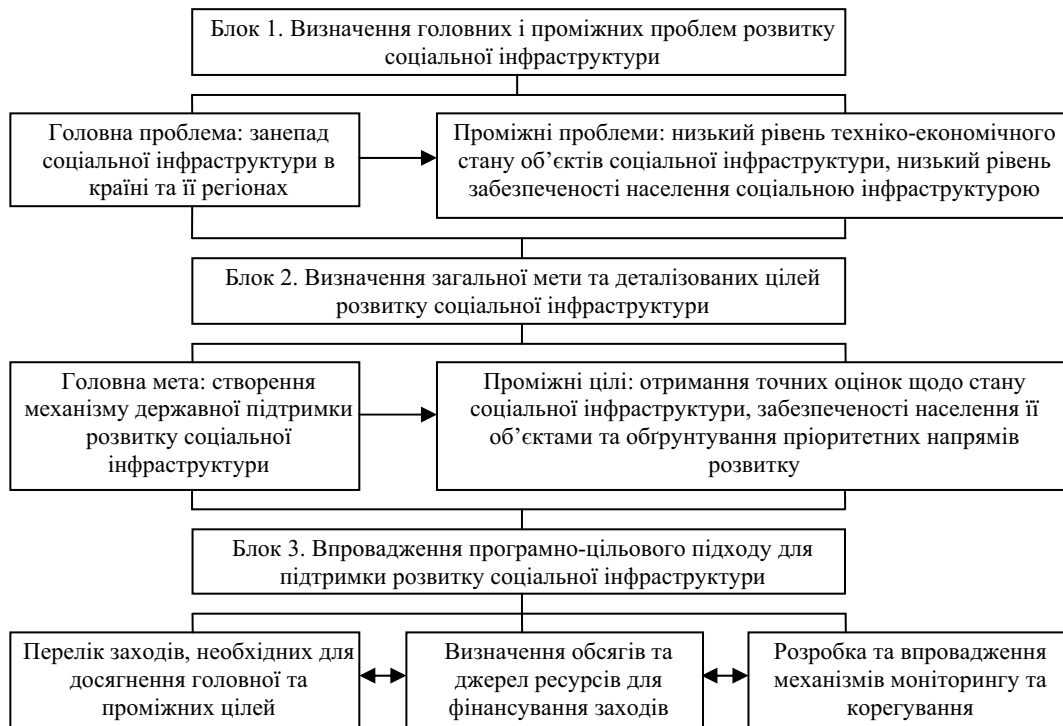 Блок 1. Визначення головних і проміжних проблем розвитку
соціальної інфраструктури
Головна проблема: занепад
соціальної інфраструктури в
країні та її регіонах
Проміжні проблеми: низький рівень техніко-економічного
стану об’єктів соціальної інфраструктури, низький рівень
забезпеченості населення соціальною інфраструктурою
Блок 2. Визначення загальної мети та деталізованих цілей
розвитку соціальної інфраструктури
Головна мета: створення
механізму державної підтримки
розвитку соціальної
інфраструктури
Проміжні цілі: отримання точних оцінок щодо стану
соціальної інфраструктури, забезпеченості населення її
об’єктами та обґрунтування пріоритетних напрямів
розвитку
Блок 3. Впровадження програмно-цільового підходу для
підтримки розвитку соціальної інфраструктури
Перелік заходів, необхідних для
досягнення головної та
проміжних цілей
Визначення обсягів та
джерел ресурсів для
фінансування заходів
Розробка та впровадження
механізмів моніторингу та
корегування